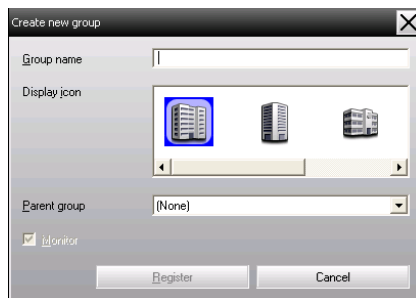 Create new group
Group name
Display icon
Parent group
(None)
Monitor
Register
Cancel